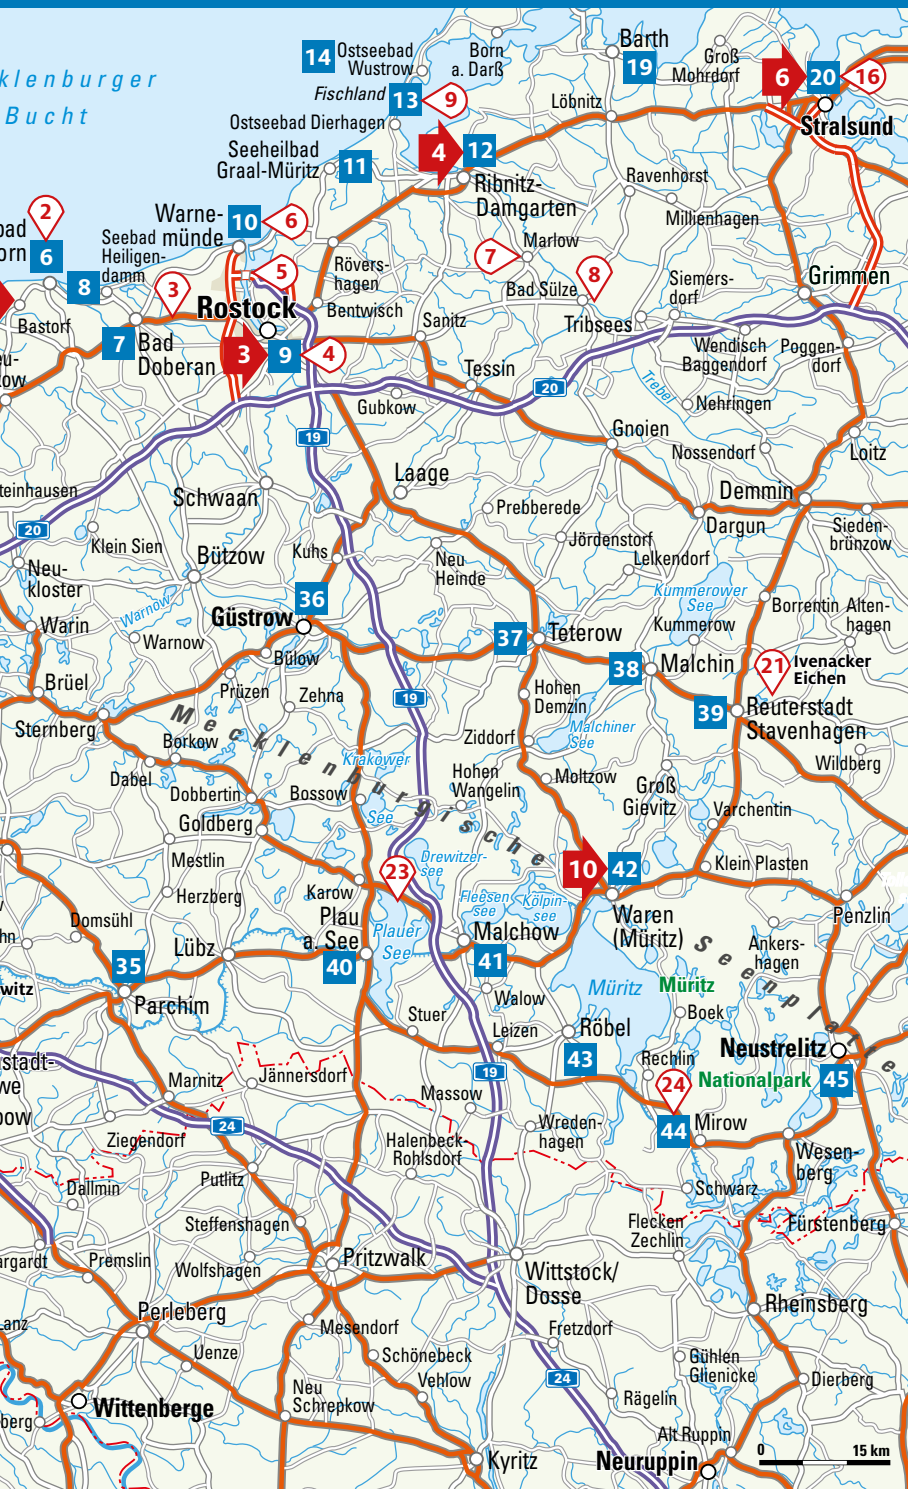 klenburger
Bucht
14
Ostseebad
Wustrow
Born
a. Darß
Barth
19
Groß
Mohrdorf
6
20
16
Stralsund
Fischland
13
9
Löbnitz
Ostseebad Dierhagen
Seeheilbad
Graal-Müritz
11
4
12
Ribnitz-
Damgarten
Ravenhorst
Millienhagen
2
6
8
Warne-
münde
10
6
Seebad
Heiligen-
damm
7
Marlow
Bad Sülze
8
Siemers-
dorf
Grimmen
3
5
Rövers-
hagen
Rostock
Bentwisch
Bastorf
7
Bad
Doberan
3
9
4
Sanitz
Tribsees
Wendisch
Baggendorf
Poggen-
dorf
Tessin
20
Trebel
Nehringen
Gubkow
19
Gnoien
Nossendorf
Loitz
Laage
teinhausen
Schwaan
Demmin
Prebberede
Dargun
20
Klein Sien
Bützow
Kuhs
Neu
Heinde
Jördenstorf
Lelkendorf
Sieden-
brünzow
Neu-
kloster
36
Warnow
Güstrow
Kummerower
See
Kummerow
Borrentin
Alten-
hagen
Warin
Warnow
Bülow
37
Teterow
38
Malchin
21
Ivenacker
Eichen
Brüel
Prüzen
Zehna
19
Hohen
Demzin
39
Reuterstadt
Stavenhagen
Sternberg
Mecklenburgische
Borkow
Ziddorf
Malchiner
See
Dabel
Krakower
See
Hohen
Wangelin
Moltzow
Wildberg
Dobbertin
Bossow
Groß
Gievitz
Goldberg
Varchentin
Mestlin
Drewitzer-
see
10
42
Klein Plasten
Herzberg
Karow
23
Fleesen-
see
Kölpin-
see
Waren
(Müritz)
Penzlin
Domsühl
Plau
a. See
Plauer
See
Malchow
Seenplatte
Ankers-
hagen
Lübz
40
41
35
witz
Parchim
Walow
Müritz
Müritz
Boek
Stuer
Leizen
Röbel
43
Neustrelitz
stadt-
Marnitz
Jännersdorf
19
Rechlin
24
Nationalpark
45
Massow
24
Ziegendorf
Halenbeck-
Rohlsdorf
Wreden-
hagen
44
Mirow
Wesen-
berg
Dallmin
Putlitz
Schwarz
Steffenshagen
Flecken
Zechlin
Fürstenberg
argardt
Premslin
Wolfshagen
Pritzwalk
Wittstock/
Dosse
Perleberg
Rheinsberg
Mesendorf
Fretzdorf
Uenze
Schönebeck
Gühlen
Glienicke
Vehlow
24
Dierberg
Wittenberge
Neu
Schrepkow
Rägelin
Alt Ruppin
Kyritz
Neuruppin
0
15 km